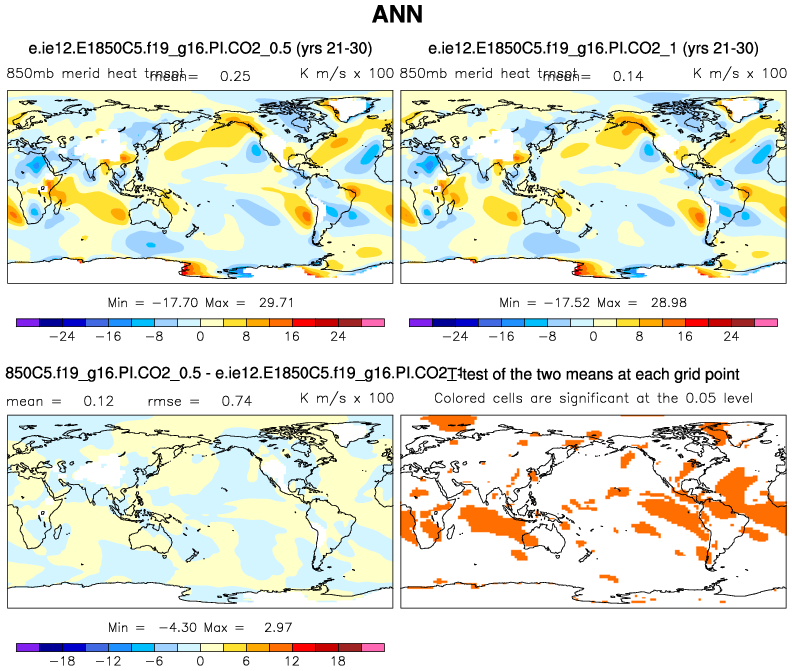 ANN
e.ie12.E1850C5.f19_g16.PI.CO2_0.5 (yrs 21-30)
850mb merid heat trnspt mean= 0.25 K m/s x 100
Min = -17.70 Max = 29.71
-24 -16 -8 0 8 16 24
e.ie12.E1850C5.f19_g16.PI.CO2_1 (yrs 21-30)
850mb merid heat trnspt mean= 0.14 K m/s x 100
Min = -17.52 Max = 28.98
-24 -16 -8 0 8 16 24
850C5.f19_g16.PI.CO2_0.5 - e.ie12.E1850C5.f19_g16.PI.CO2
mean = 0.12 rmse = 0.74 K m/s x 100
Min = -4.30 Max = 2.97
-18 -12 -6 0 6 12 18
T-test of the two means at each grid point
Colored cells are significant at the 0.05 level